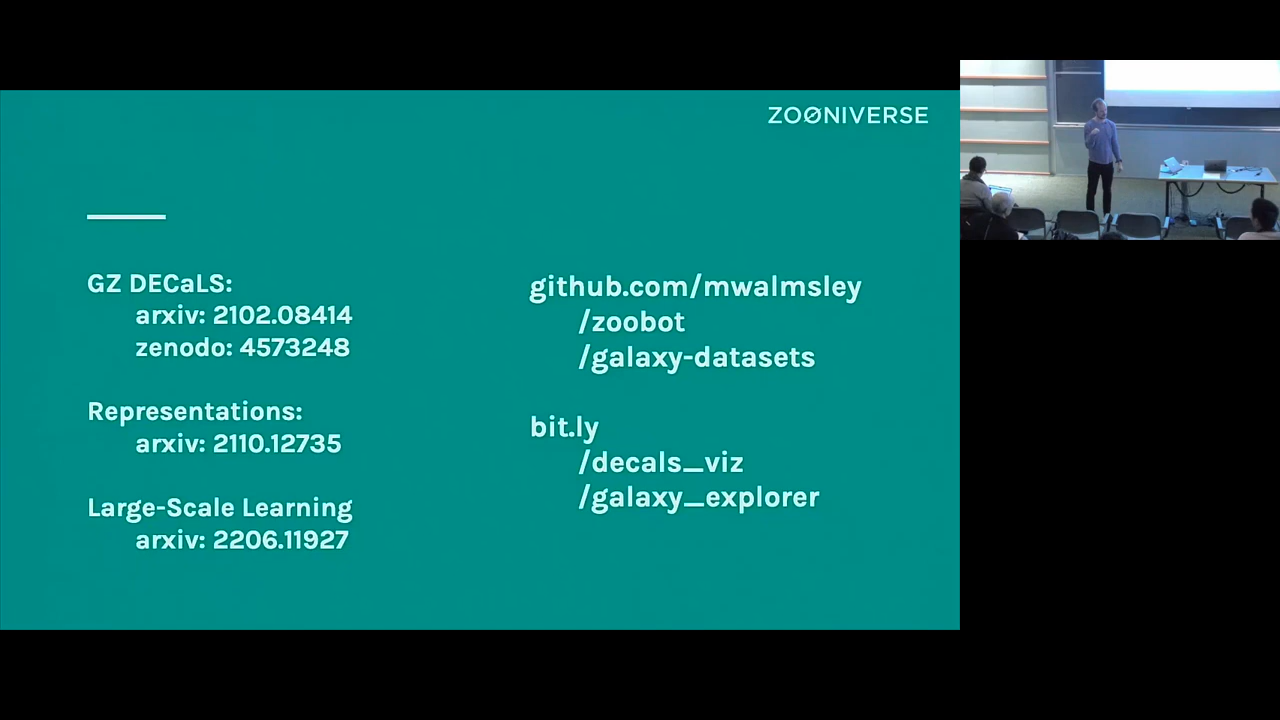 ZOØNIVERSE
GZ DECaLS:
arxiv: 2102.08414
zenodo: 4573248
Representations:
arxiv: 2110.12735
Large-Scale Learning
arxiv: 2206.11927
github.com/mwalmsley
/zoobot
/galaxy-datasets
bit.ly
/decals_viz
/galaxy_explorer